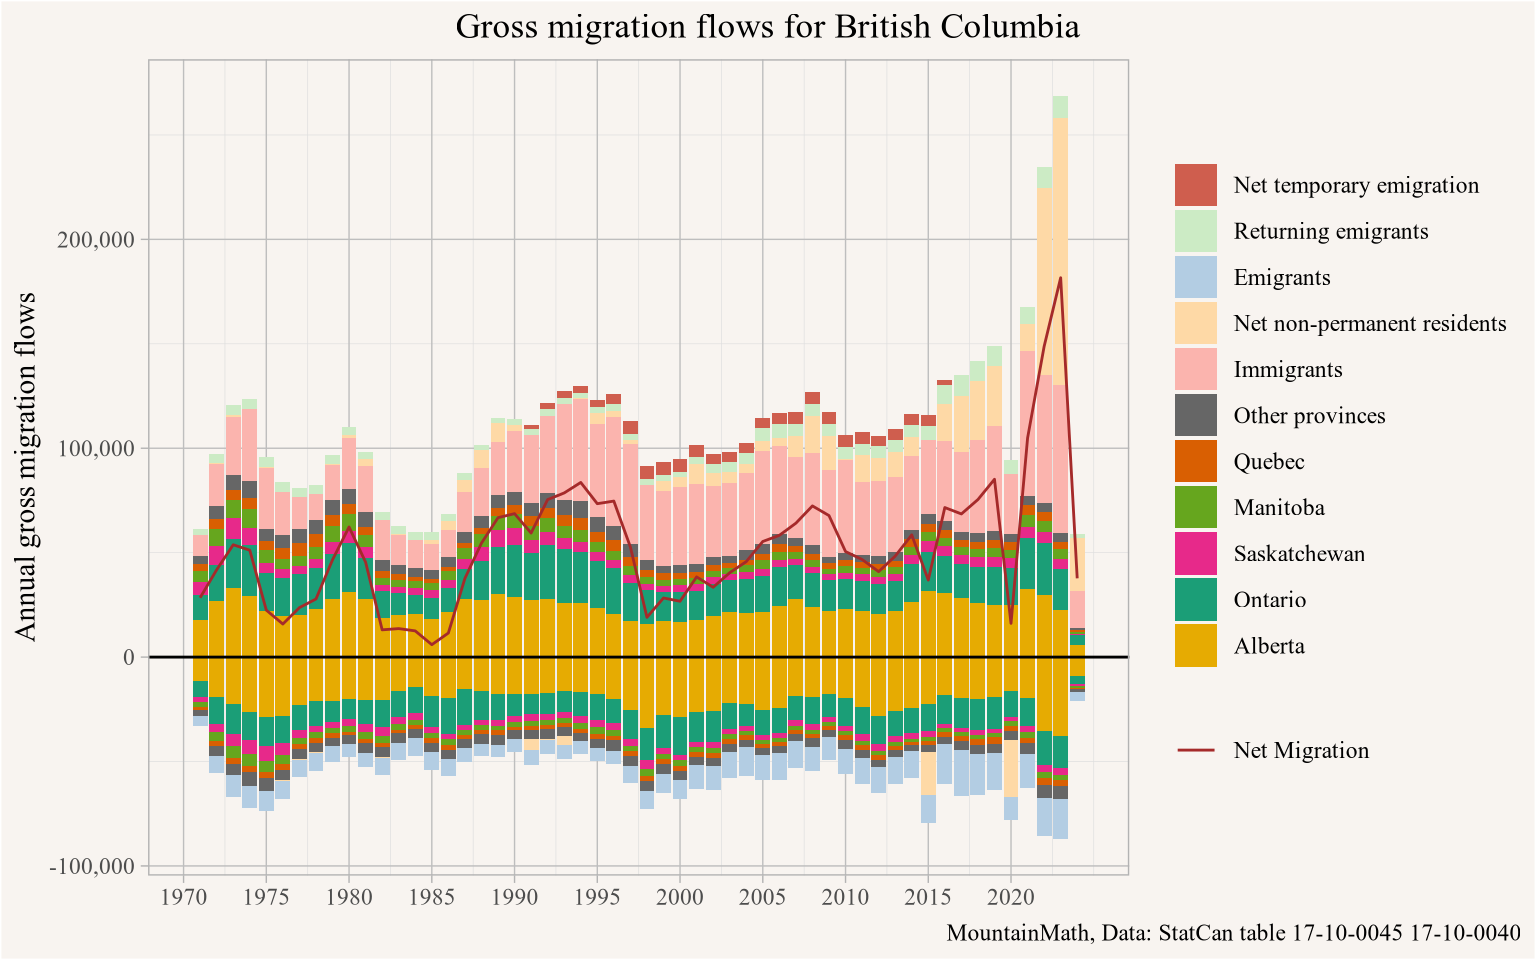 Gross migration flows for British Columbia
Annual gross migration flows
200,000
100,000
0
-100,000
1970 1975 1980 1985 1990 1995 2000 2005 2010 2015 2020
Net temporary emigration
Returning emigrants
Emigrants
Net non-permanent residents
Immigrants
Other provinces
Quebec
Manitoba
Saskatchewan
Ontario
Alberta
Net Migration
MountainMath, Data: StatCan table 17-10-0045 17-10-0040